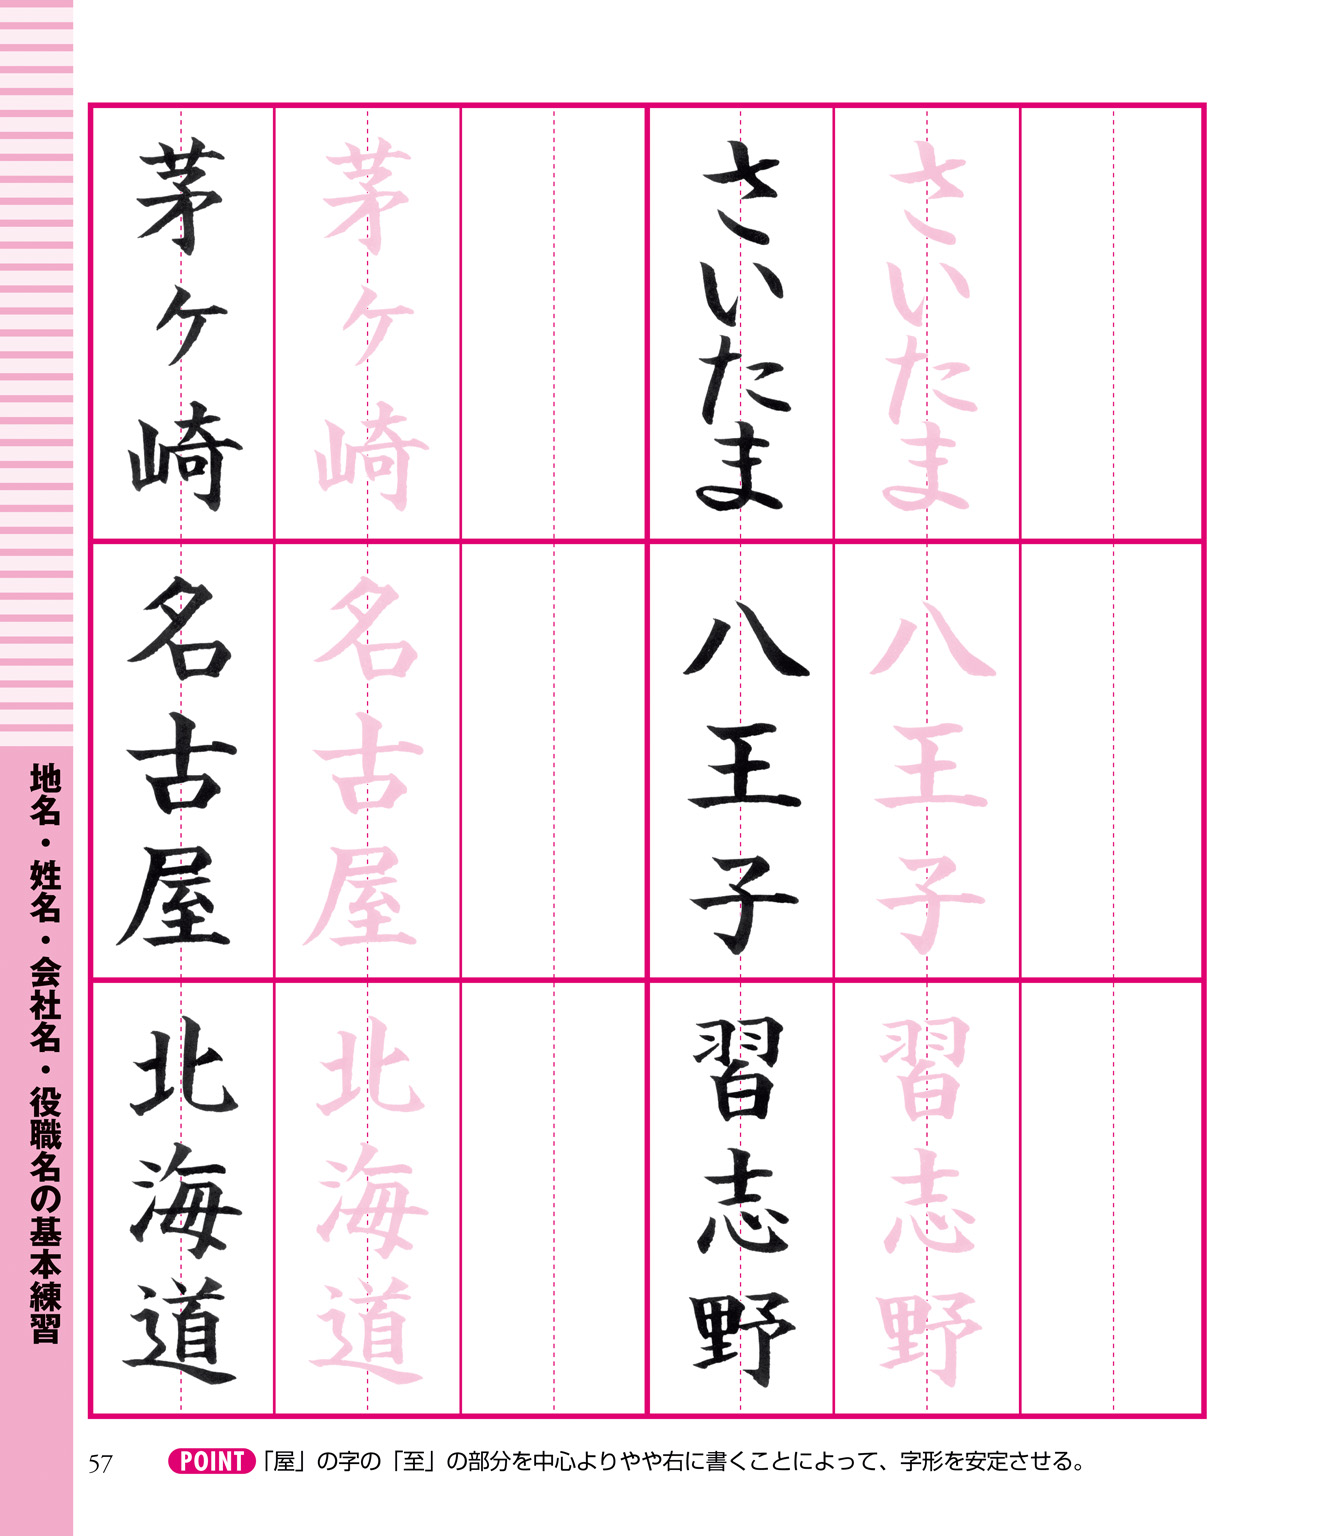 さいたま
さいたま
茅ヶ崎
茅ヶ崎
八王子
八王子
名古屋
名古屋
習志野
習志野
北海道
北海道
地名・姓名・会社名・役職名の基本練習
57
POINT 「屋」の字の「至」の部分を中心よりやや右に書くことによって、字形を安定させる。